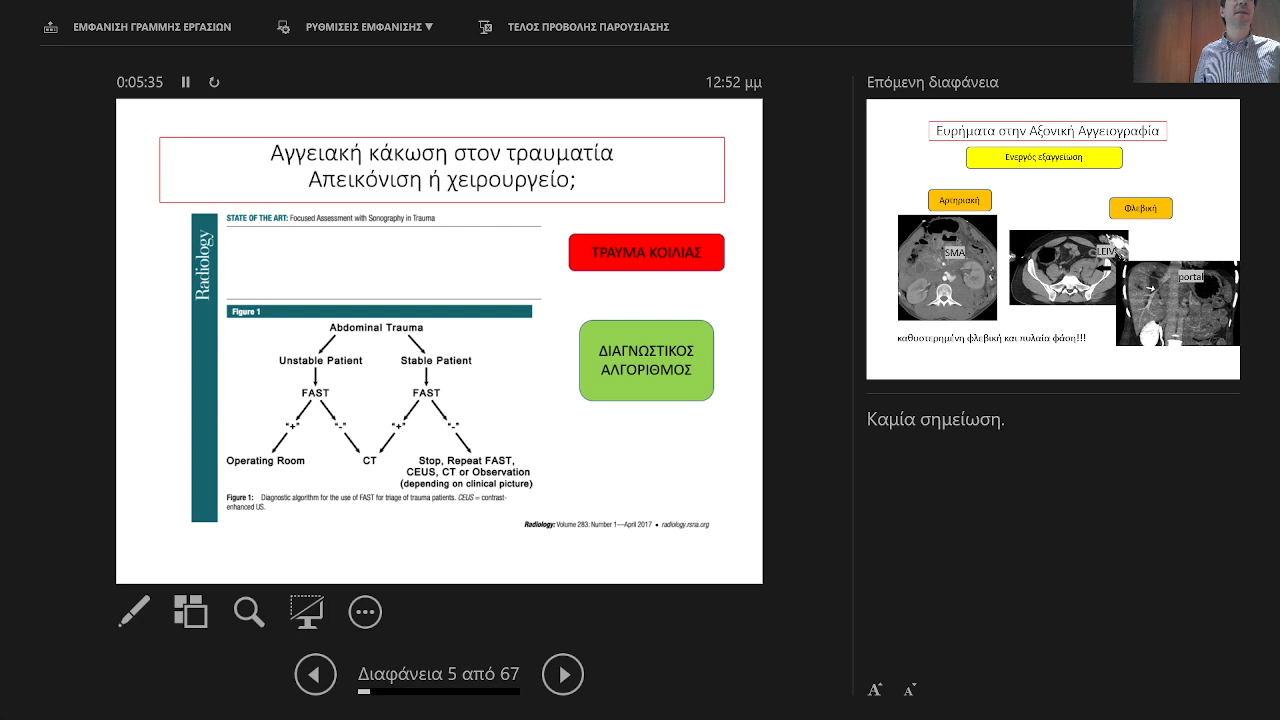 ΕΜΦΑΝΙΣΗ ΓΡΑΜΜΗΣ ΕΡΓΑΣΙΩΝ
ΡΥΘΜΙΣΕΙΣ ΕΜΦΑΝΙΣΗΣ ▼
ΤΕΛΟΣ ΠΡΟΒΟΛΗΣ ΠΑΡΟΥΣΙΑΣΗΣ
0:05:35
12:52 μμ
Αγγειακή κάκωση στον τραυματία
Απεικόνιση ή χειρουργείο;
Radiology
STATE OF THE ART: Focused Assessment with Sonography in Trauma
ΤΡΑΥΜΑ ΚΟΙΛΙΑΣ
Figure 1
Abdominal Trauma
Unstable Patient
Stable Patient
FAST
FAST
"+"
"-"
"+"
"-"
Operating Room
CT
Stop, Repeat FAST,
CEUS, CT or Observation
(depending on clinical picture)
Figure 1: Diagnostic algorithm for the use of FAST for triage of trauma patients. CEUS = contrast-
enhanced US.
ΔΙΑΓΝΩΣΤΙΚΟΣ
ΑΛΓΟΡΙΘΜΟΣ
Radiology: Volume 283: Number 1—April 2017 • radiology.rsna.org
Διαφάνεια 5 από 67
Επόμενη διαφάνεια
Ευρήματα στην Αξονική Αγγειογραφία
Ενεργός εξαγγείωση
Αρτηριακή
Φλεβική
SMA
LEIV
portal
καθυστερημένη φλεβική και πυλαία φάση!!!
Καμία σημείωση.
A
A